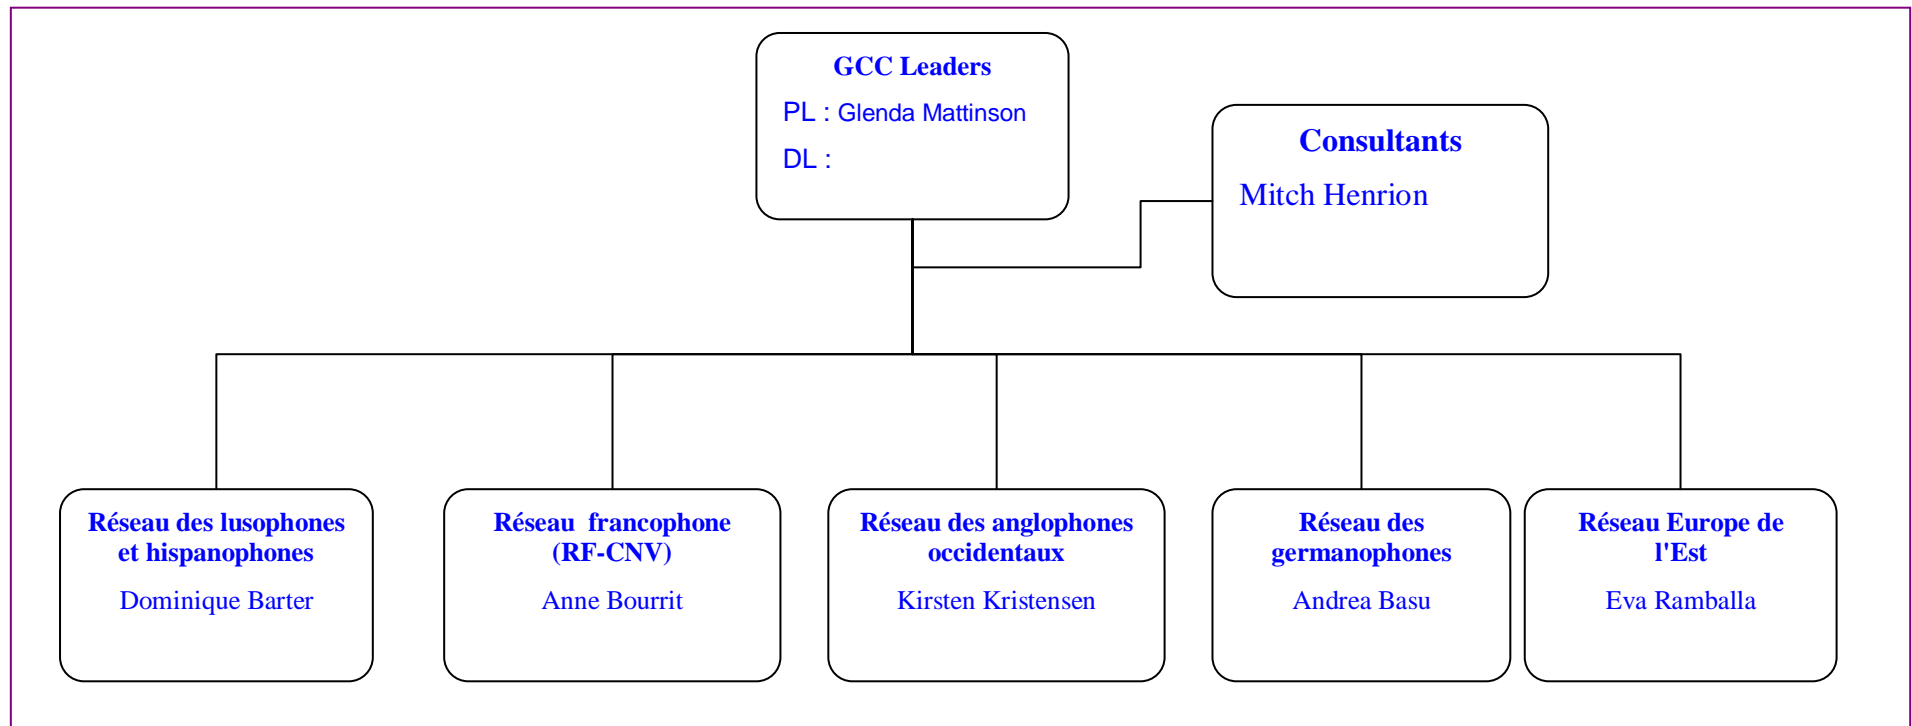 GCC Leaders
PL : Glenda Mattinson
DL :
Consultants
Mitch Henrion
Réseau des lusophones
et hispanophones
Dominique Barter
Réseau  francophone
(RF-CNV)
Anne Bourrit
Réseau des anglophones
occidentaux
Kirsten Kristensen
Réseau des
germanophones
Andrea Basu
Réseau Europe de
l'Est
Eva Ramballa